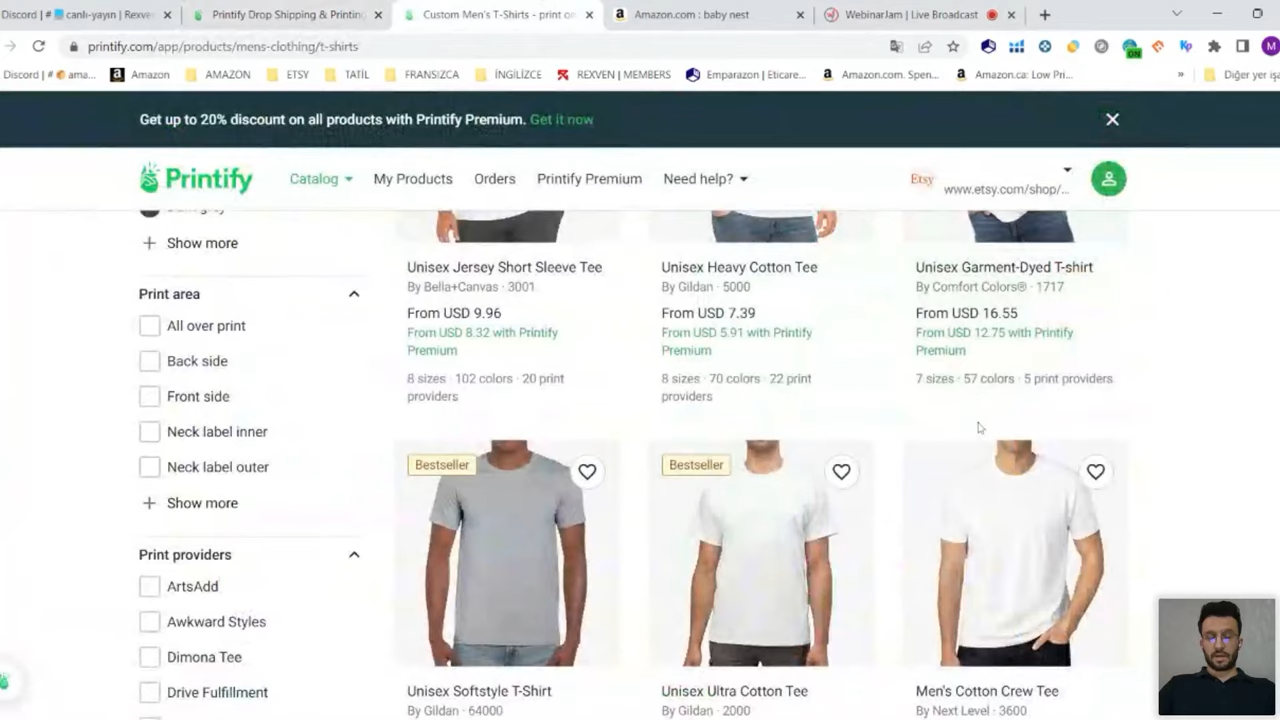 Discord | # canlı-yayın | Rexve
Printify Drop Shipping & Printing
Custom Men's T-Shirts - print on
Amazon.com : baby nest
WebinarJam | Live Broadcast
printify.com/app/products/mens-clothing/t-shirts
ON
M
Discord | # ama...
Amazon
AMAZON
ETSY
TATİL
FRANSIZCA
İNGİLİZCE
REXVEN | MEMBERS
Emparazon | Eticare...
Amazon.com. Spen...
Amazon.ca: Low Pri...
»
Diğer yer
Get up to 20% discount on all products with Printify Premium. Get it now
Printify
Catalog
My Products
Orders
Printify Premium
Need help?
Etsy
www.etsy.com/shop/...
Show more
Print area
All over print
Back side
Front side
Neck label inner
Neck label outer
Show more
Print providers
ArtsAdd
Awkward Styles
Dimona Tee
Drive Fulfillment
Unisex Jersey Short Sleeve Tee
By Bella+Canvas · 3001
From USD 9.96
From USD 8.32 with Printify
Premium
8 sizes · 102 colors · 20 print
providers
Unisex Heavy Cotton Tee
By Gildan · 5000
From USD 7.39
From USD 5.91 with Printify
Premium
8 sizes · 70 colors · 22 print
providers
Unisex Garment-Dyed T-shirt
By Comfort Colors® · 1717
From USD 16.55
From USD 12.75 with Printify
Premium
7 sizes · 57 colors · 5 print providers
Bestseller
Unisex Softstyle T-Shirt
By Gildan · 64000
Bestseller
Unisex Ultra Cotton Tee
By Gildan · 2000
Men's Cotton Crew Tee
By Next Level · 3600